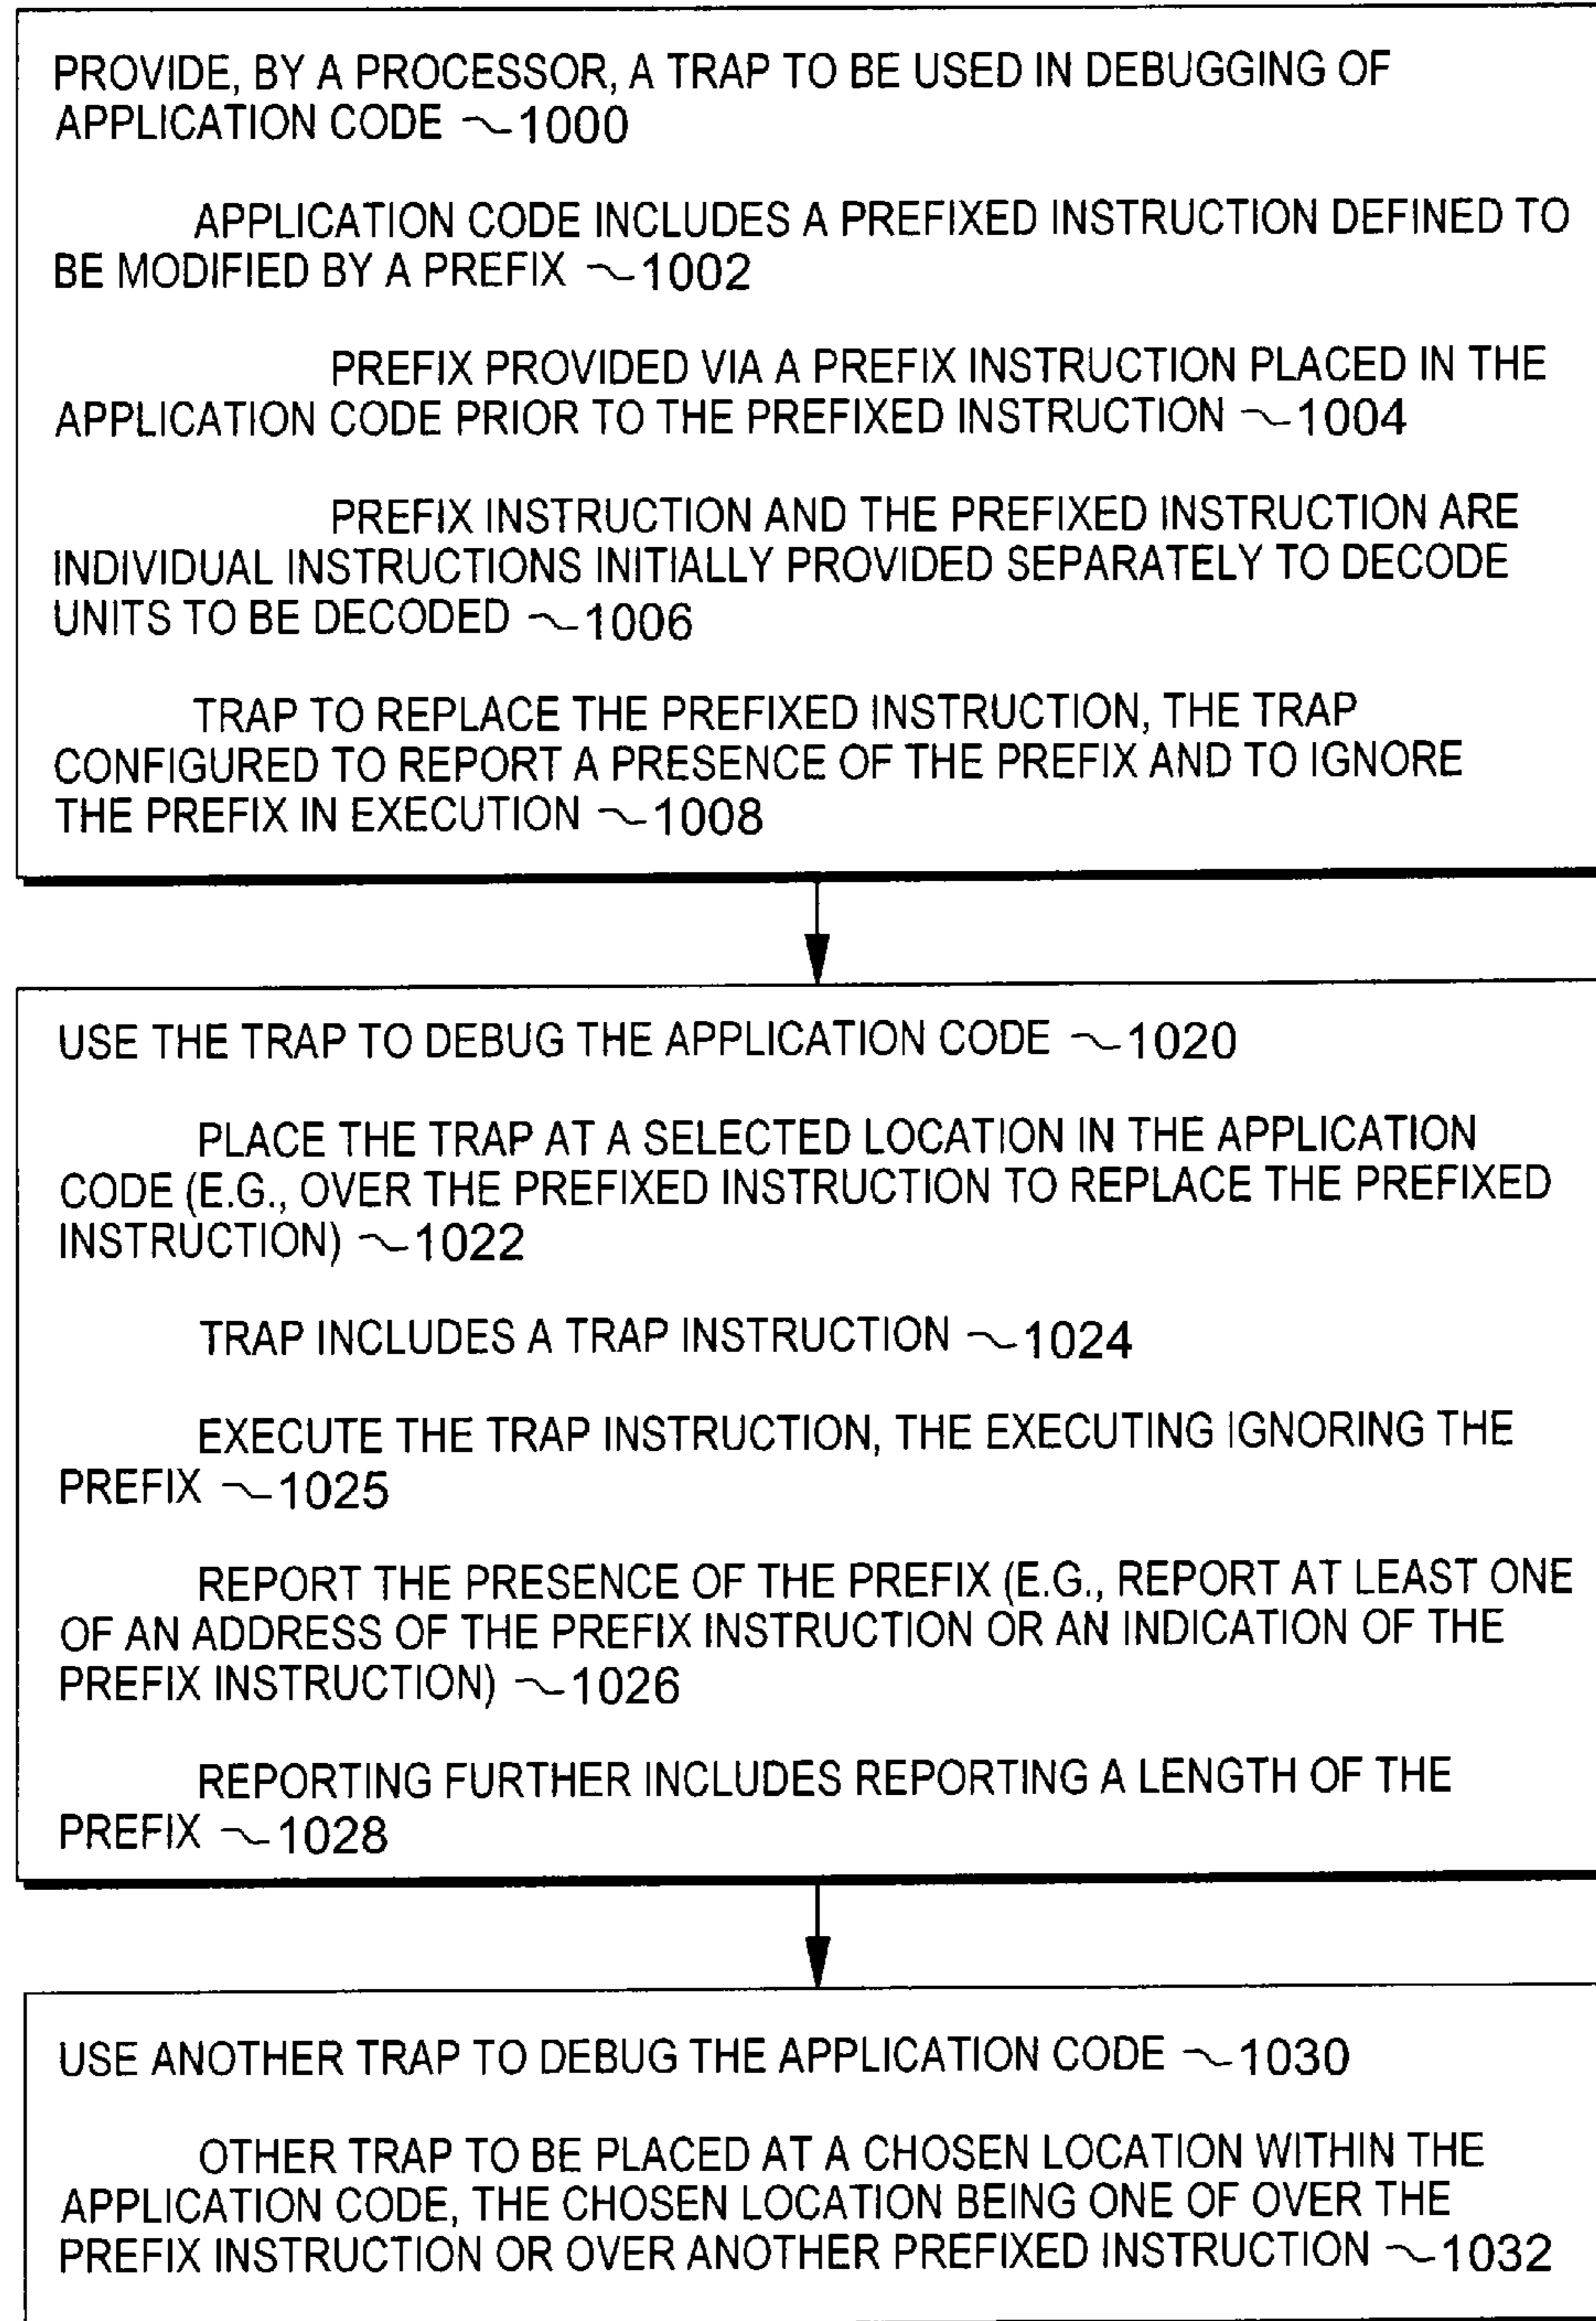 PROVIDE, BY A PROCESSOR, A TRAP TO BE USED IN DEBUGGING OF
APPLICATION CODE ~1000
APPLICATION CODE INCLUDES A PREFIXED INSTRUCTION DEFINED TO
BE MODIFIED BY A PREFIX ~1002
PREFIX PROVIDED VIA A PREFIX INSTRUCTION PLACED IN THE
APPLICATION CODE PRIOR TO THE PREFIXED INSTRUCTION ~1004
PREFIX INSTRUCTION AND THE PREFIXED INSTRUCTION ARE
INDIVIDUAL INSTRUCTIONS INITIALLY PROVIDED SEPARATELY TO DECODE
UNITS TO BE DECODED ~1006
TRAP TO REPLACE THE PREFIXED INSTRUCTION, THE TRAP
CONFIGURED TO REPORT A PRESENCE OF THE PREFIX AND TO IGNORE
THE PREFIX IN EXECUTION ~1008
USE THE TRAP TO DEBUG THE APPLICATION CODE ~1020
PLACE THE TRAP AT A SELECTED LOCATION IN THE APPLICATION
CODE (E.G., OVER THE PREFIXED INSTRUCTION TO REPLACE THE PREFIXED
INSTRUCTION) ~1022
TRAP INCLUDES A TRAP INSTRUCTION ~1024
EXECUTE THE TRAP INSTRUCTION, THE EXECUTING IGNORING THE
PREFIX ~1025
REPORT THE PRESENCE OF THE PREFIX (E.G., REPORT AT LEAST ONE
OF AN ADDRESS OF THE PREFIX INSTRUCTION OR AN INDICATION OF THE
PREFIX INSTRUCTION) ~1026
REPORTING FURTHER INCLUDES REPORTING A LENGTH OF THE
PREFIX ~1028
USE ANOTHER TRAP TO DEBUG THE APPLICATION CODE ~1030
OTHER TRAP TO BE PLACED AT A CHOSEN LOCATION WITHIN THE
APPLICATION CODE, THE CHOSEN LOCATION BEING ONE OF OVER THE
PREFIX INSTRUCTION OR OVER ANOTHER PREFIXED INSTRUCTION ~1032